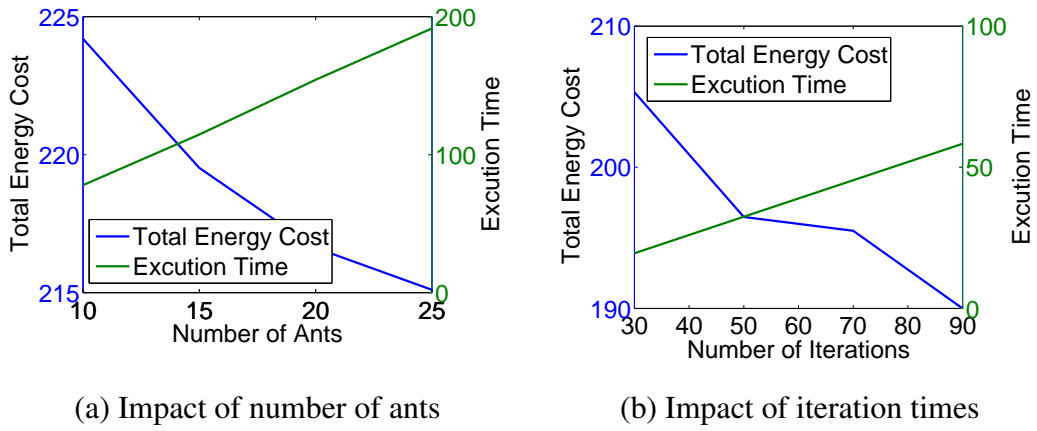 225
220
215
Total Energy Cost
200
100
0
Excution Time
Total Energy Cost
Excution Time
10 15 20 25
Number of Ants
(a) Impact of number of ants
210
200
190
Total Energy Cost
100
50
0
Excution Time
Total Energy Cost
Excution Time
30 40 50 60 70 80 90
Number of Iterations
(b) Impact of iteration times